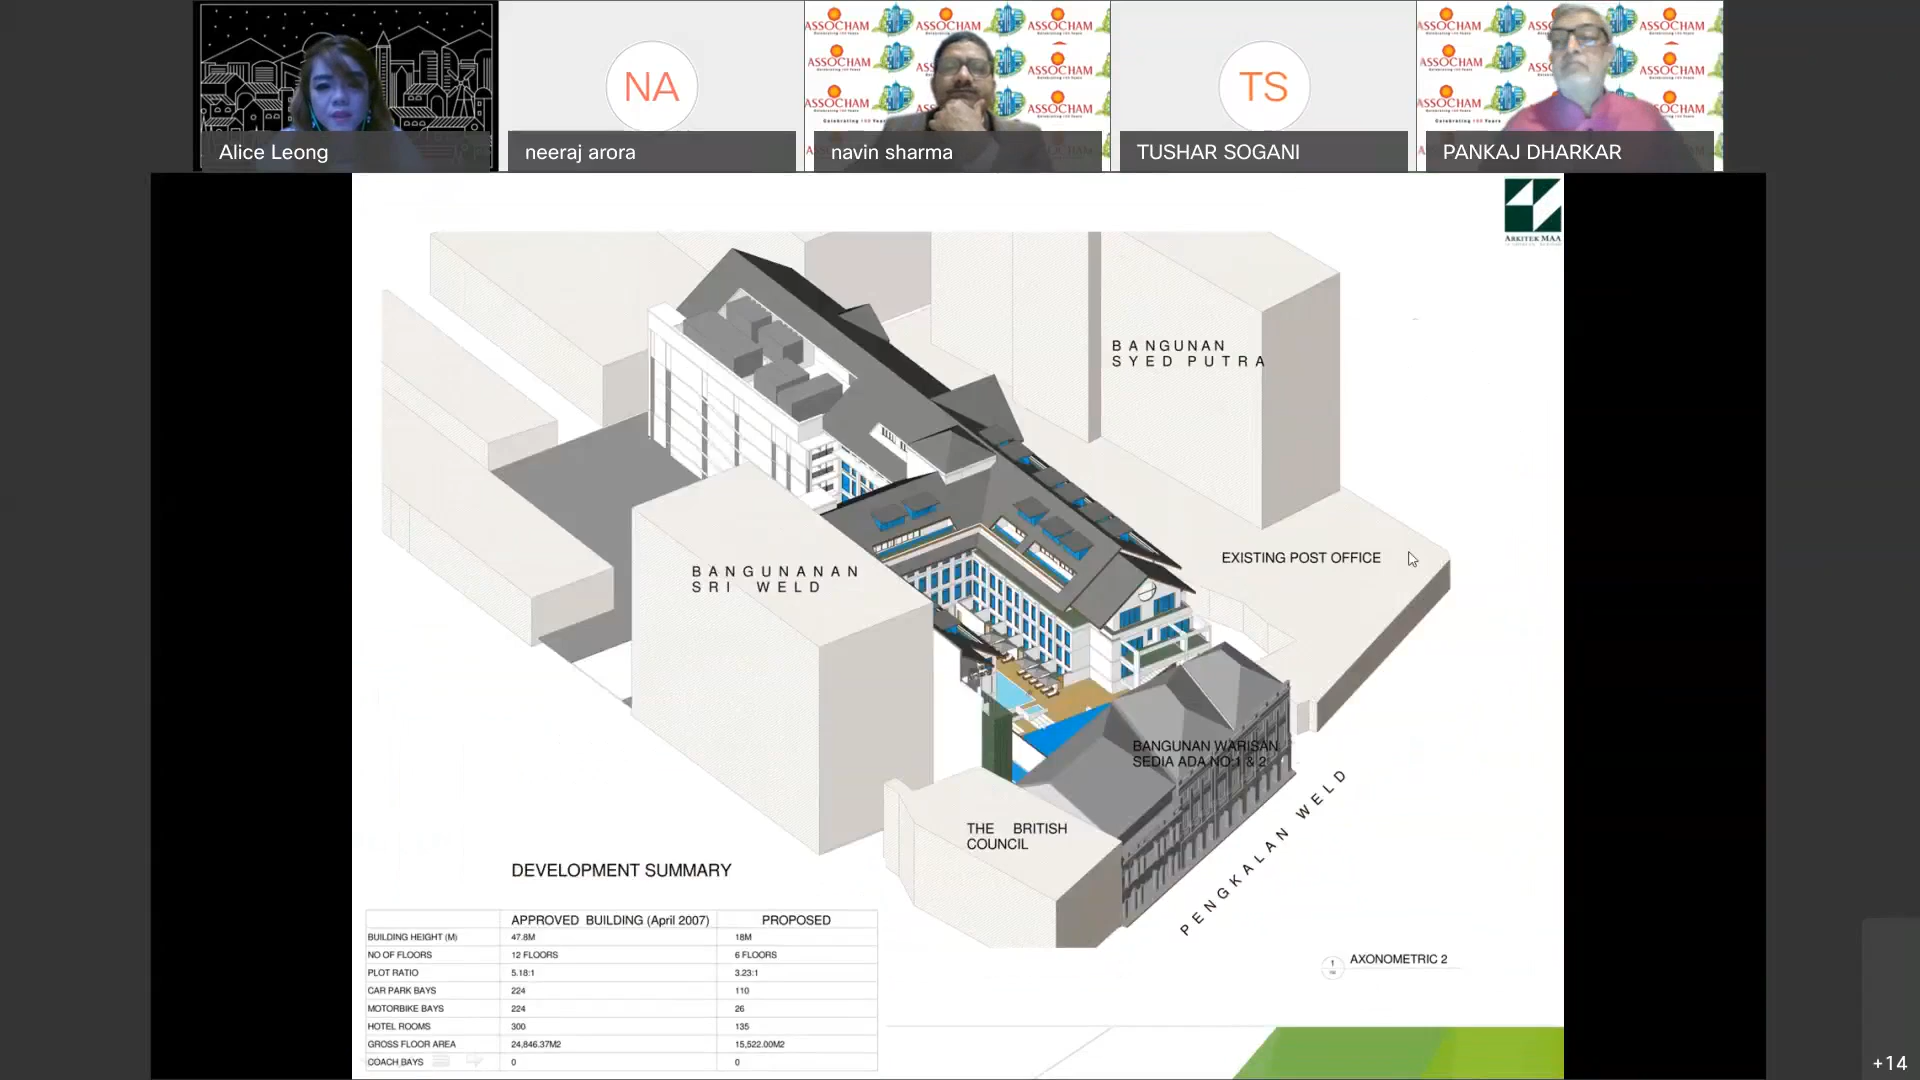 Alice Leong
NA
neeraj arora
navin sharma
TS
TUSHAR SOGANI
PANKAJ DHARKAR
ASSOCHAM
ARKITEK MAA
BANGUNAN
SYED PUTRA
EXISTING POST OFFICE
BANGUNANAN
SRI WELD
BANGUNAN WARISAN
SEDIA ADA NO 1 & 2
THE BRITISH
COUNCIL
PENGKALAN WELD
1
AXONOMETRIC 2
DEVELOPMENT SUMMARY
APPROVED BUILDING (April 2007) PROPOSED
BUILDING HEIGHT (M) 47.8M 18M
NO OF FLOORS 12 FLOORS 6 FLOORS
PLOT RATIO 5.18:1 3.23:1
CAR PARK BAYS 224 110
MOTORBIKE BAYS 224 26
HOTEL ROOMS 300 135
GROSS FLOOR AREA 24,846.37M2 15,522.00M2
COACH BAYS 0 0
+14